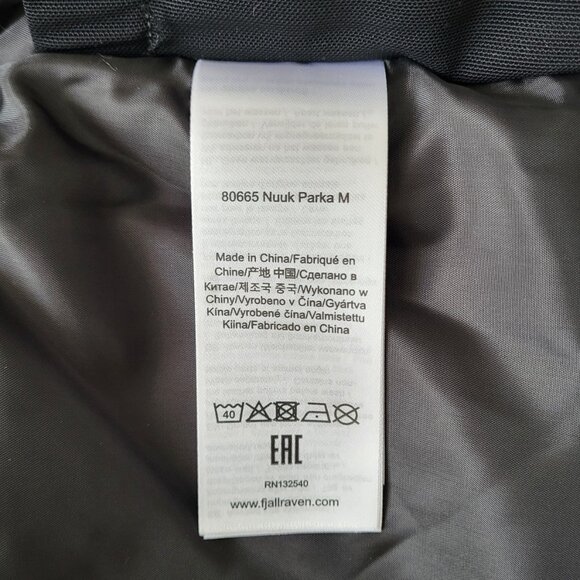 80665 Nuuk Parka M
Made in China/Fabriqué en
Chine/产地 中国/Сделано в
Китае/제조국 중국/Wykonano w
Chiny/Vyrobeno v Čína/Gyártva
Kína/Vyrobené čína/Valmistettu
Kiina/Fabricado en China
40
EAC
RN132540
www.fjallraven.com